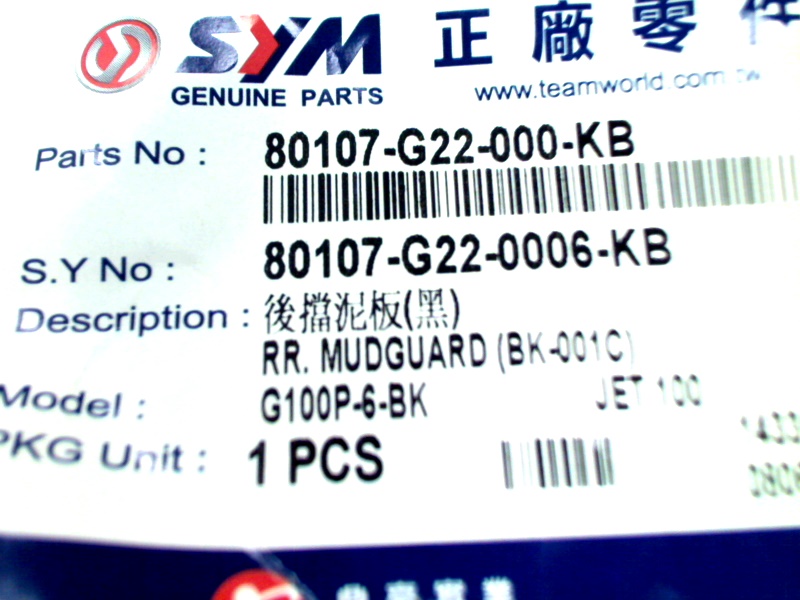 SYM 正廠零件
GENUINE PARTS www.teamworld.com.tw
Parts No : 80107-G22-000-KB
S.Y No : 80107-G22-0006-KB
Description : 後擋泥板(黑)
RR. MUDGUARD (BK-001C)
Model : G100P-6-BK JET 100
PKG Unit : 1 PCS